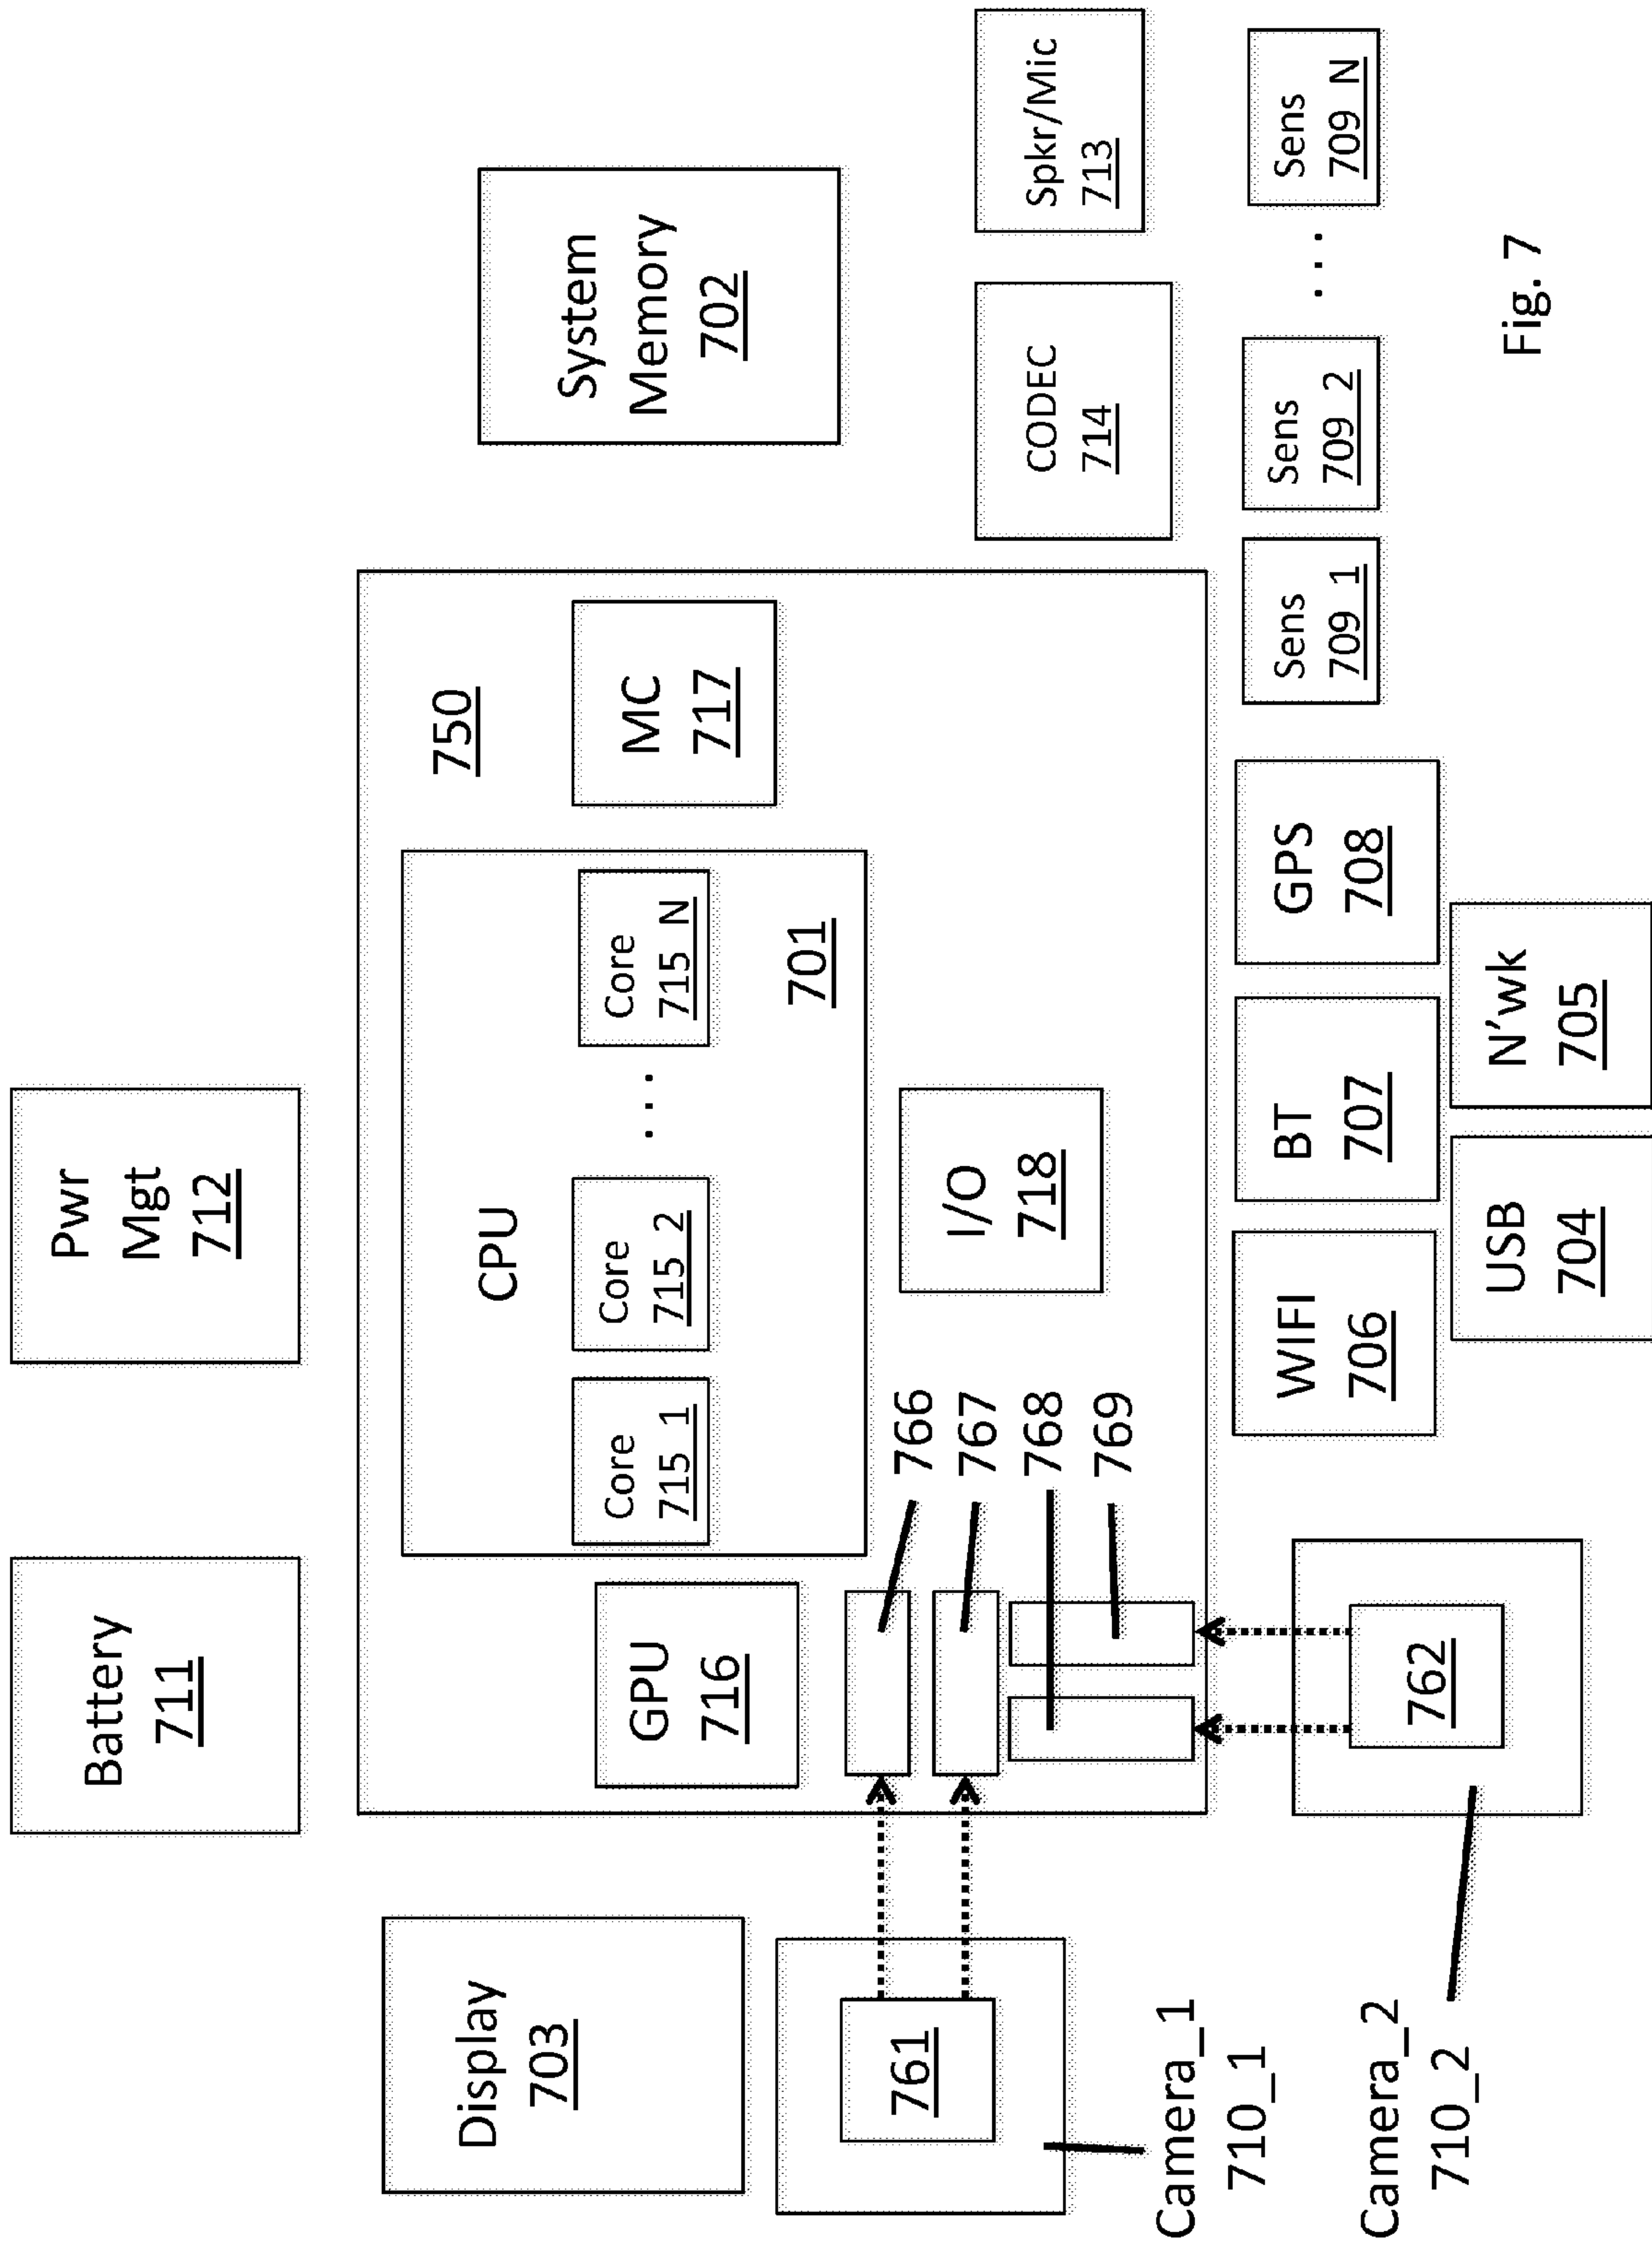 Battery
711
Pwr
Mgt
712
Display
703
750
CPU
Core
715_1
Core
715_2
. . .
Core
715_N
701
GPU
716
MC
717
System
Memory
702
766
767
768
769
I/O
718
761
Camera_1
710_1
762
Camera_2
710_2
CODEC
714
Spkr/Mic
713
WIFI
706
BT
707
GPS
708
Sens
709_1
Sens
709_2
. . .
Sens
709_N
USB
704
N'wk
705
Fig. 7